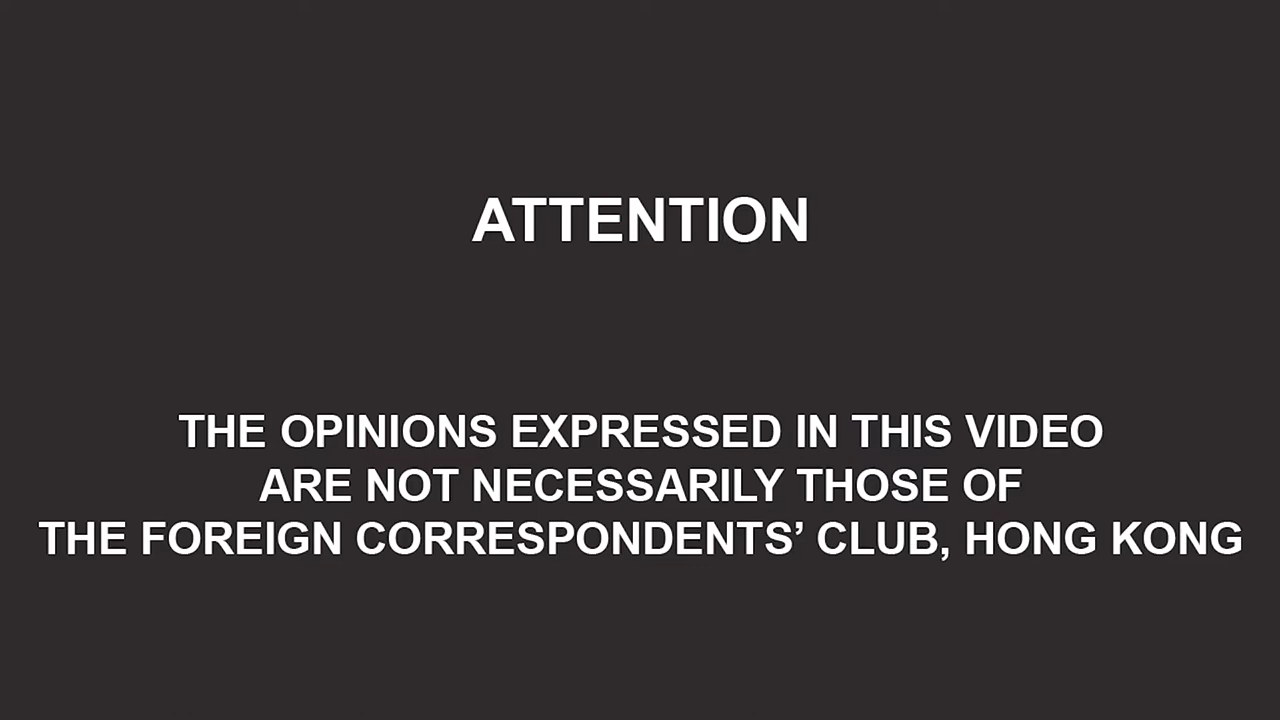 ATTENTION
THE OPINIONS EXPRESSED IN THIS VIDEO
ARE NOT NECESSARILY THOSE OF
THE FOREIGN CORRESPONDENTS’ CLUB, HONG KONG